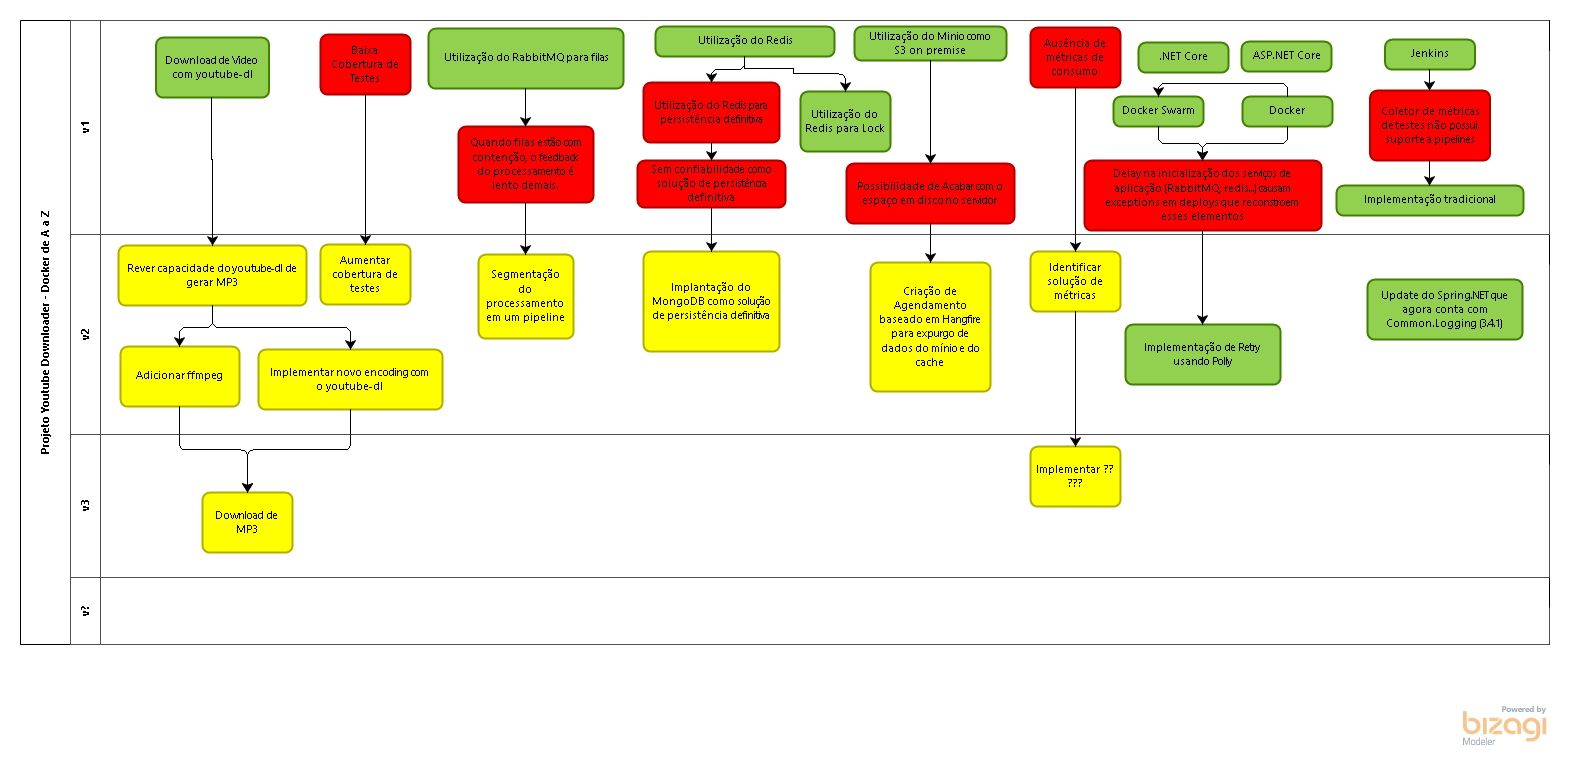 Projeto Youtube Downloader - Docker de A a Z
v1
Download de Vídeo
com youtube-dl
Baixa
Cobertura de
Testes
Utilização do RabbitMQ para filas
Quando filas estão com
contenção, o feedback
do processamento é
lento demais.
Utilização do Redis
Utilização do Redis para
persistência definitiva
Utilização do
Redis para Lock
Sem confiabilidade como
solução de persistência
definitiva
Utilização do Minio como
S3 on premise
Possibilidade de Acabar com o
espaço em disco no servidor
Ausência de
métricas de
consumo
.NET Core
ASP.NET Core
Docker Swarm
Docker
Delay na inicialização dos serviços de
aplicação (RabbitMQ, redis...) causam
exceptions em deploys que reconstroem
esses elementos
Jenkins
Coletor de métricas
de testes não possui
suporte a pipelines
Implementação tradicional
v2
Rever capacidade do youtube-dl de
gerar MP3
Adicionar ffmpeg
Implementar novo encoding com
o youtube-dl
Aumentar
cobertura de
testes
Segmentação
do
processamento
em um pipeline
Implantação do
MongoDB como solução
de persistência definitiva
Criação de
Agendamento
baseado em Hangfire
para expurgo de
dados do mínio e do
cache
Identificar
solução de
métricas
Implementação de Retry
usando Polly
Update do Spring.NET que
agora conta com
Common.Logging (3.4.1)
v3
Download de
MP3
Implementar ??
???
v?
Powered by
bizagi
Modeler